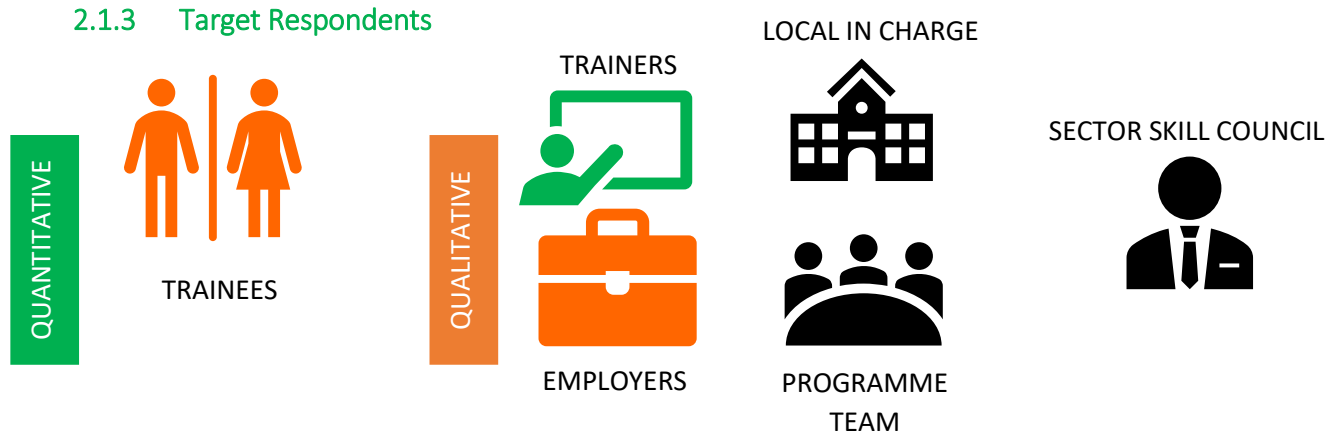 2.1.3 Target Respondents
QUANTITATIVE
TRAINEES
QUALITATIVE
TRAINERS
EMPLOYERS
LOCAL IN CHARGE
PROGRAMME
TEAM
SECTOR SKILL COUNCIL